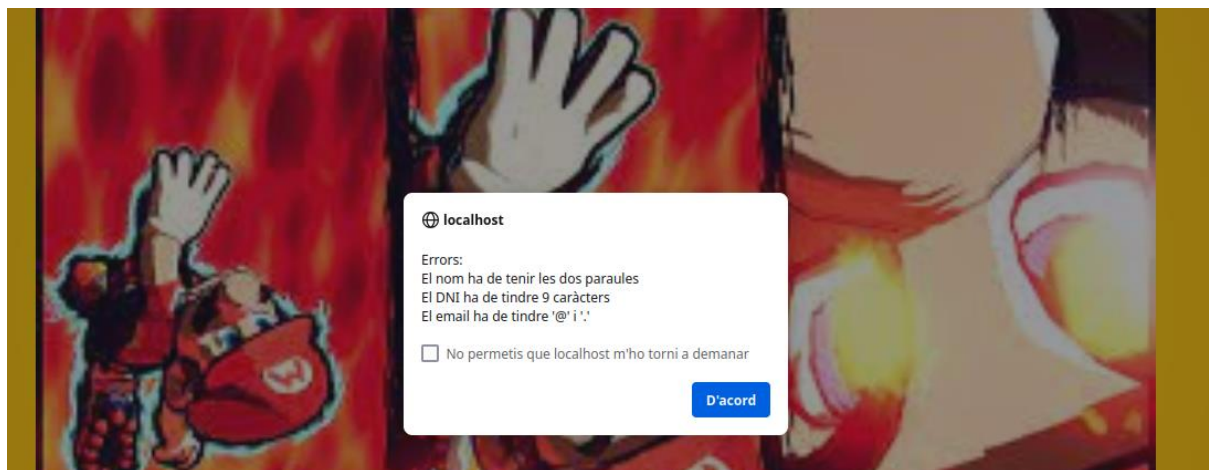 localhost
Errors:
El nom ha de tenir les dos paraules
El DNI ha de tindre 9 caràcters
El email ha de tindre '@' i '.'
No permetis que localhost m'ho torni a demanar
D'acord